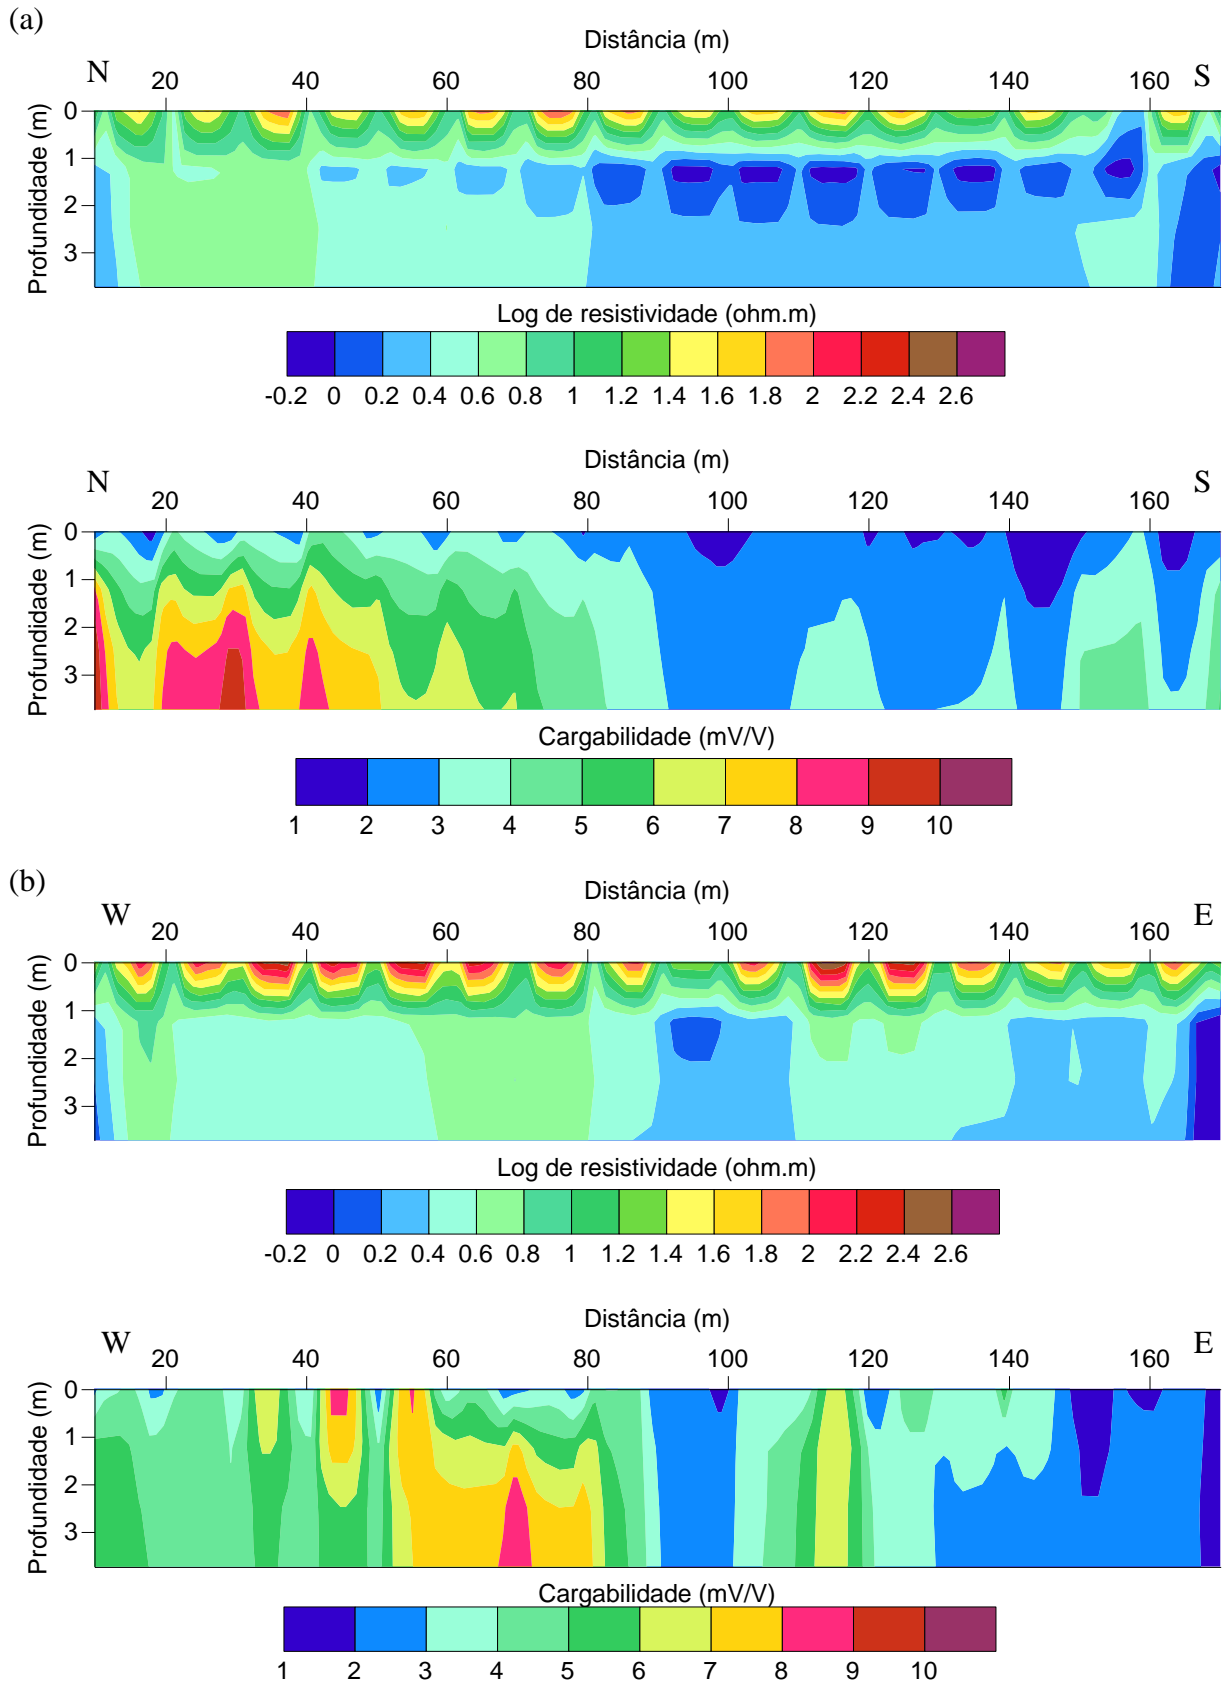 (a)
Distância (m)
N 20 40 60 80 100 120 140 160 S
Profundidade (m)
0
1
2
3
Log de resistividade (ohm.m)
-0.2 0 0.2 0.4 0.6 0.8 1 1.2 1.4 1.6 1.8 2 2.2 2.4 2.6
Distância (m)
N 20 40 60 80 100 120 140 160 S
Profundidade (m)
0
1
2
3
Cargabilidade (mV/V)
1 2 3 4 5 6 7 8 9 10
(b)
Distância (m)
W 20 40 60 80 100 120 140 160 E
Profundidade (m)
0
1
2
3
Log de resistividade (ohm.m)
-0.2 0 0.2 0.4 0.6 0.8 1 1.2 1.4 1.6 1.8 2 2.2 2.4 2.6
Distância (m)
W 20 40 60 80 100 120 140 160 E
Profundidade (m)
0
1
2
3
Cargabilidade (mV/V)
1 2 3 4 5 6 7 8 9 10